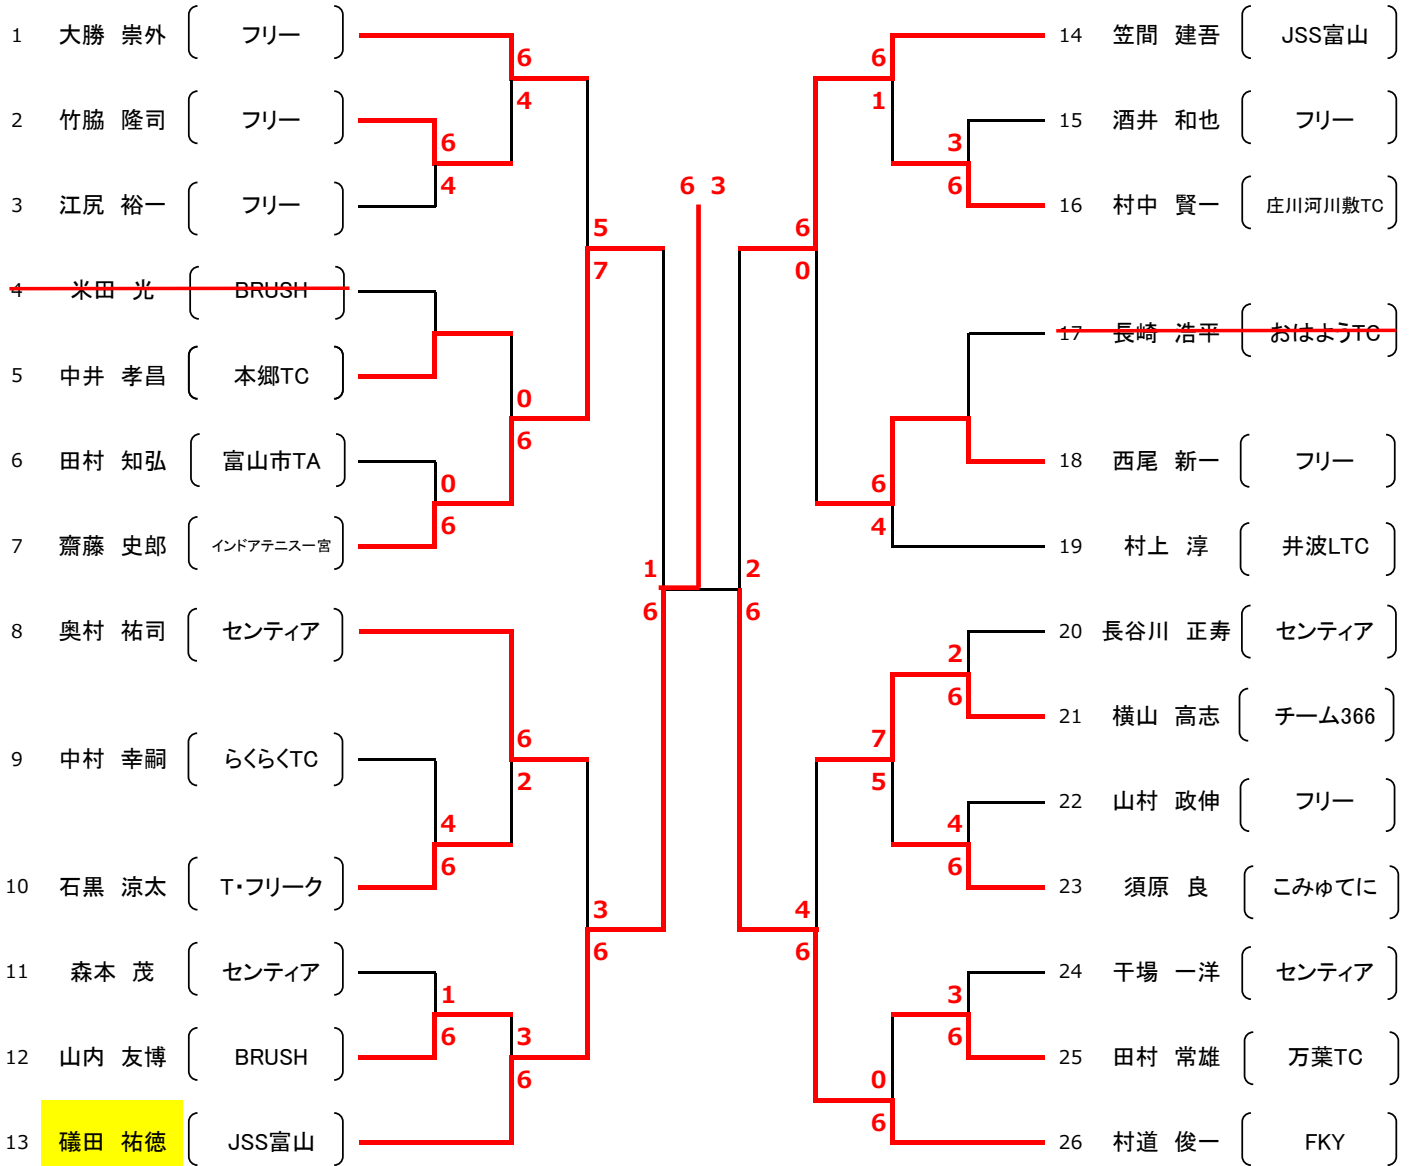 1 大勝 崇外 フリー
6
4
2 竹脇 隆司 フリー
6
4
3 江尻 裕一 フリー
5
7
4 米田 光 BRUSH
5 中井 孝昌 本郷TC
0
6
6 田村 知弘 富山市TA
0
6
7 齋藤 史郎 インドアテニス一宮
1
6
8 奥村 祐司 センティア
6
2
9 中村 幸嗣 らくらくTC
4
6
10 石黒 涼太 T・フリーク
3
6
11 森本 茂 センティア
1
6
12 山内 友博 BRUSH
3
6
13 礒田 祐徳 JSS富山
6 3
14 笠間 建吾 JSS富山
6
1
15 酒井 和也 フリー
3
6
16 村中 賢一 庄川河川敷TC
6
0
17 長崎 浩平 おはようTC
18 西尾 新一 フリー
6
4
19 村上 淳 井波LTC
2
6
20 長谷川 正寿 センティア
2
6
21 横山 高志 チーム366
7
5
22 山村 政伸 フリー
4
6
23 須原 良 こみゅてに
4
6
24 干場 一洋 センティア
3
6
25 田村 常雄 万葉TC
0
6
26 村道 俊一 FKY